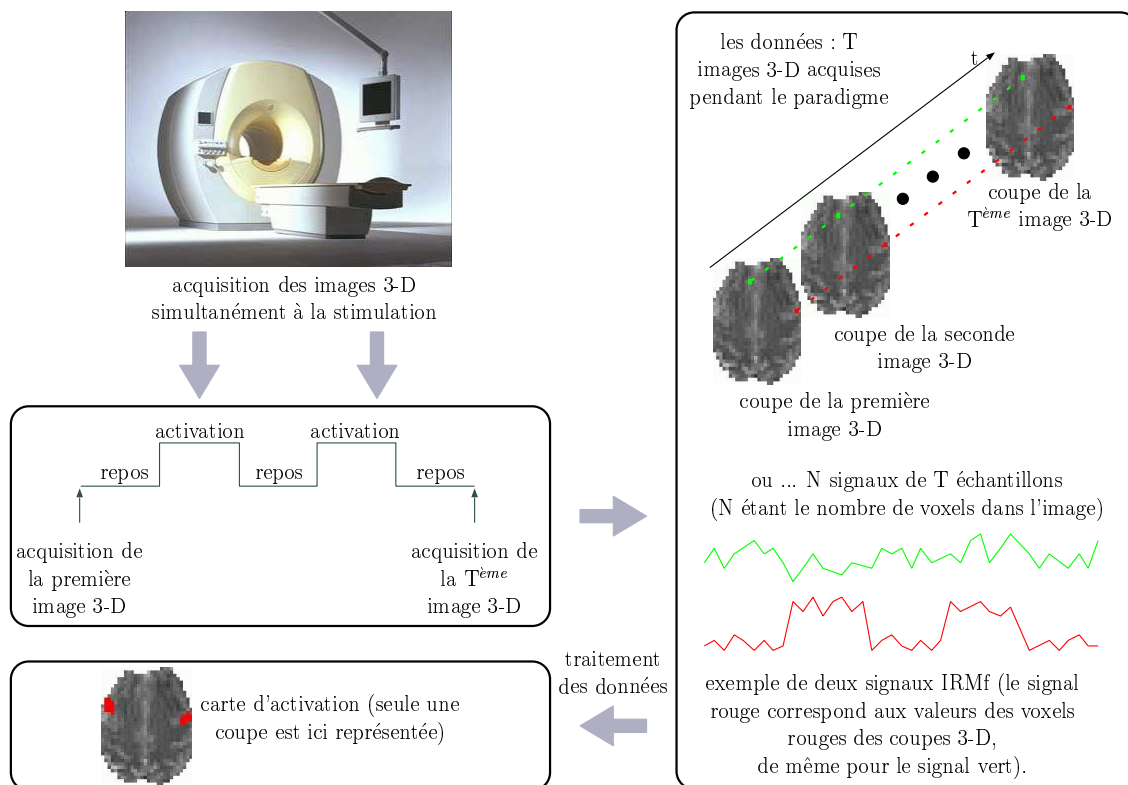 acquisition des images 3-D
simultanément à la stimulation
activation
activation
repos
repos
repos
acquisition de
la première
image 3-D
acquisition de
la Tème
image 3-D
les données : T
images 3-D acquises
pendant le paradigme
t
coupe de la
Tème image 3-D
coupe de la seconde
image 3-D
coupe de la première
image 3-D
ou ... N signaux de T échantillons
(N étant le nombre de voxels dans l'image)
exemple de deux signaux IRMf (le signal
rouge correspond aux valeurs des voxels
rouges des coupes 3-D,
de même pour le signal vert).
traitement
des données
carte d'activation (seule une
coupe est ici représentée)